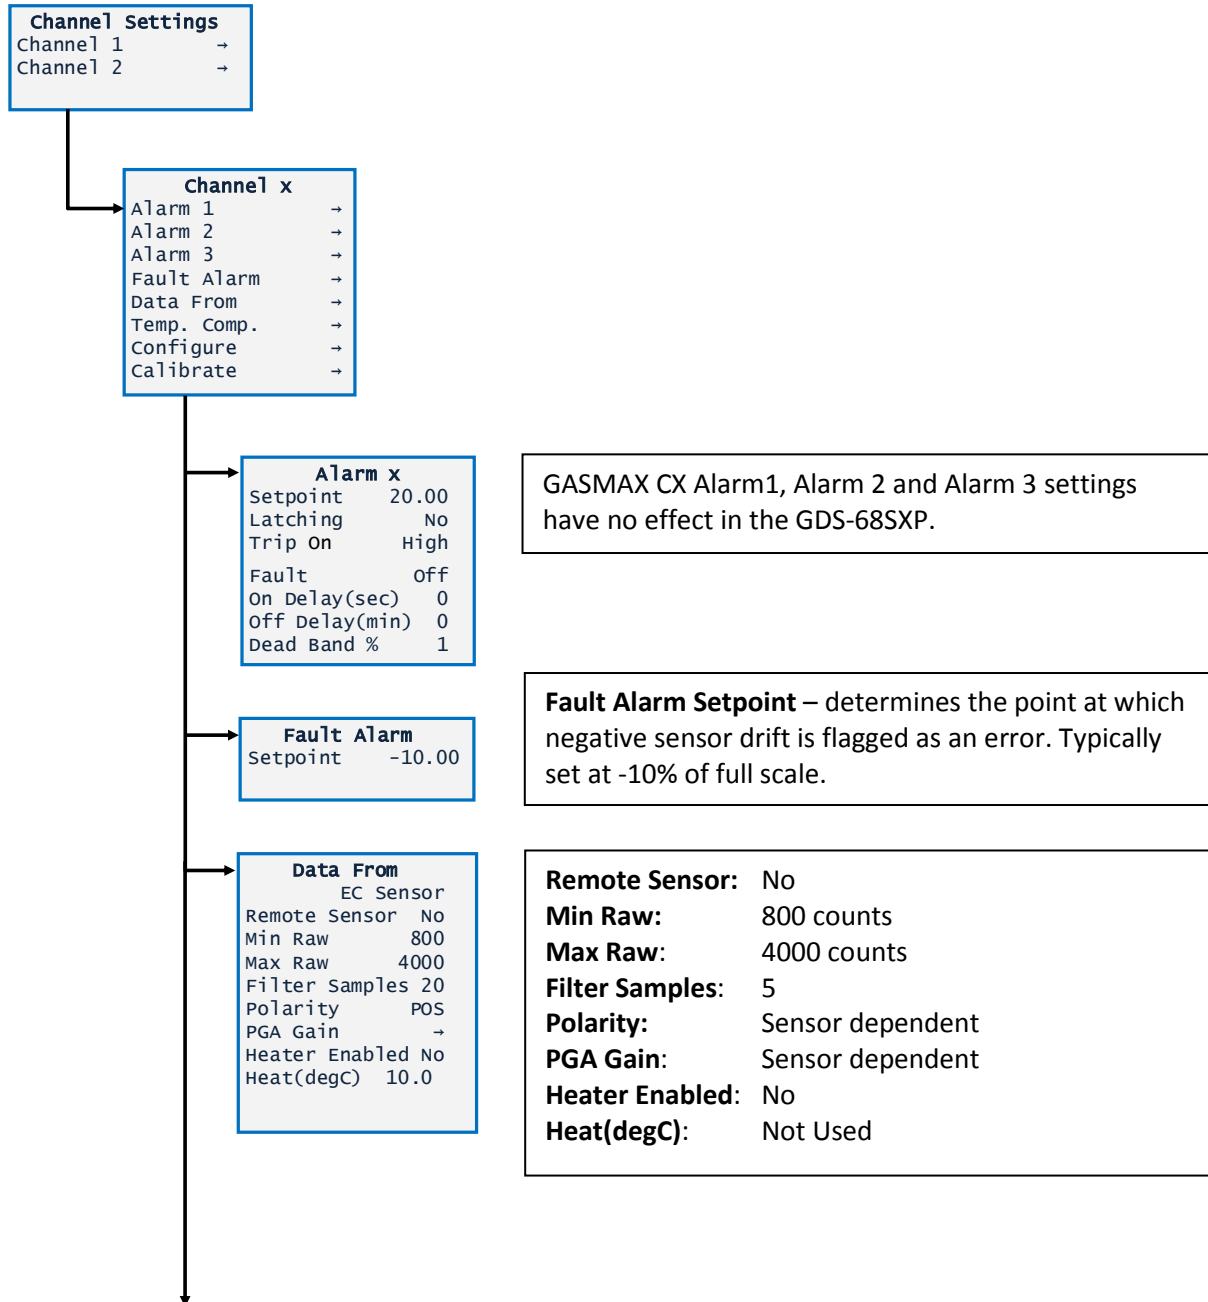 Channel Settings
Channel 1 →
Channel 2 →
Channel x
Alarm 1 →
Alarm 2 →
Alarm 3 →
Fault Alarm →
Data From →
Temp. Comp. →
Configure →
Calibrate →
Alarm x
Setpoint 20.00
Latching No
Trip On High
Fault Off
On Delay(sec) 0
Off Delay(min) 0
Dead Band % 1
GASMAX CX Alarm1, Alarm 2 and Alarm 3 settings
have no effect in the GDS-68SXP.
Fault Alarm
Setpoint -10.00
Fault Alarm Setpoint – determines the point at which
negative sensor drift is flagged as an error. Typically
set at -10% of full scale.
Data From
EC Sensor
Remote Sensor No
Min Raw 800
Max Raw 4000
Filter Samples 20
Polarity POS
PGA Gain →
Heater Enabled No
Heat(degC) 10.0
Remote Sensor: No
Min Raw: 800 counts
Max Raw: 4000 counts
Filter Samples: 5
Polarity: Sensor dependent
PGA Gain: Sensor dependent
Heater Enabled: No
Heat(degC): Not Used